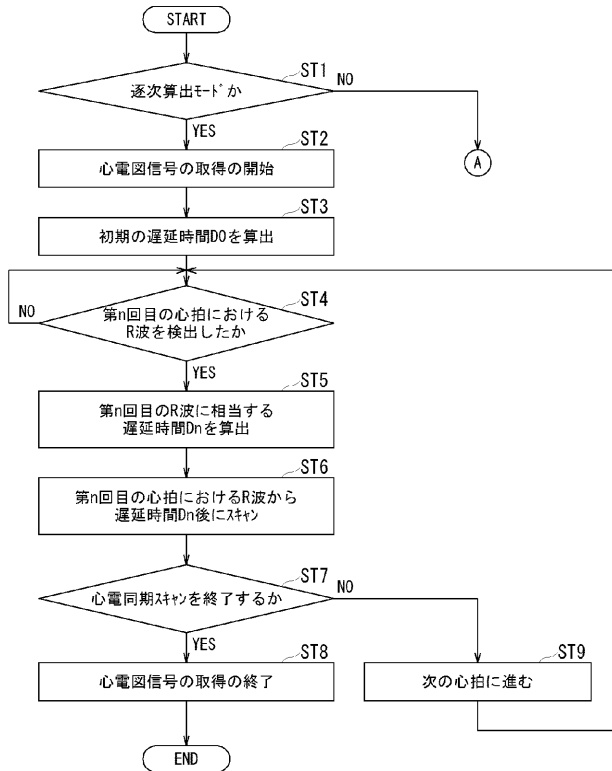 START
ST1
逐次算出ﾓｰﾄﾞか
NO
YES
A
ST2
心電図信号の取得の開始
ST3
初期の遅延時間D0を算出
ST4
第n回目の心拍における
R波を検出したか
NO
YES
ST5
第n回目のR波に相当する
遅延時間Dnを算出
ST6
第n回目の心拍におけるR波から
遅延時間Dn後にｽｷｬﾝ
ST7
心電同期ｽｷｬﾝを終了するか
NO
YES
ST8
心電図信号の取得の終了
ST9
次の心拍に進む
END